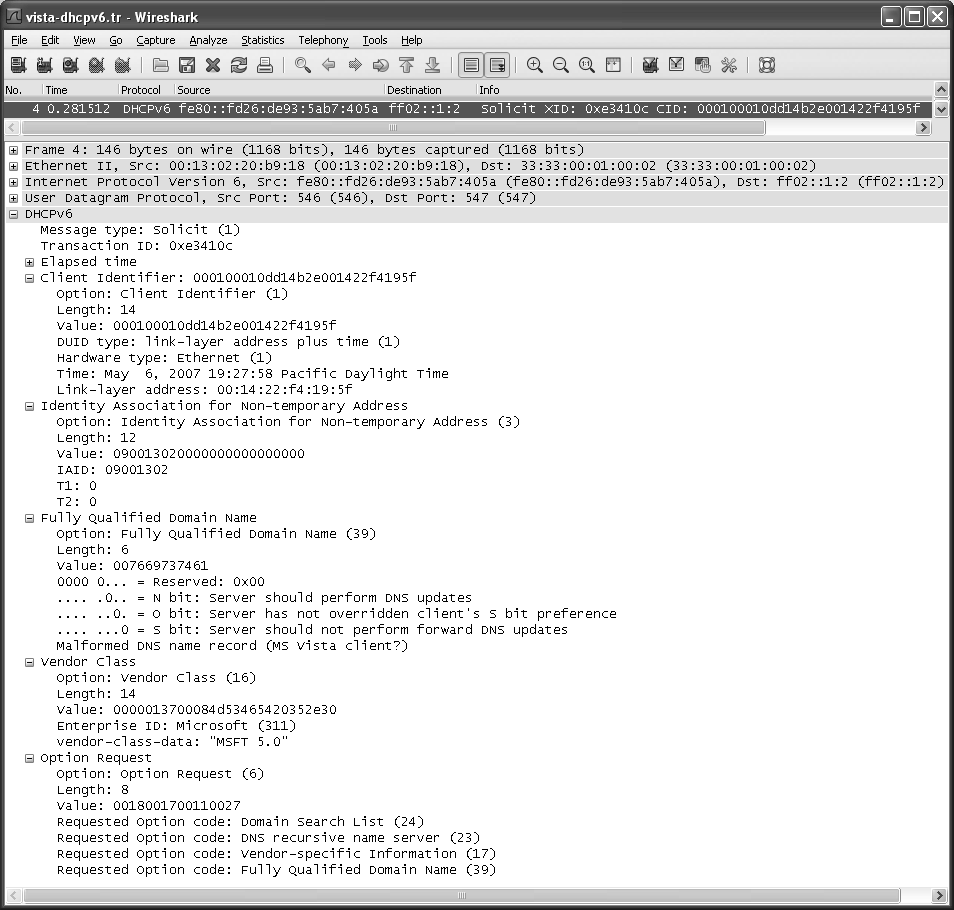 vista-dhcpv6.tr - Wireshark
File Edit View Go Capture Analyze Statistics Telephony Tools Help
No. Time Protocol Source Destination Info
4 0.281512 DHCPv6 fe80::fd26:de93:5ab7:405a ff02::1:2 Solicit XID: 0xe3410c CID: 000100010dd14b2e001422f4195f
Frame 4: 146 bytes on wire (1168 bits), 146 bytes captured (1168 bits)
Ethernet II, Src: 00:13:02:20:b9:18 (00:13:02:20:b9:18), Dst: 33:33:00:01:00:02 (33:33:00:01:00:02)
Internet Protocol Version 6, Src: fe80::fd26:de93:5ab7:405a (fe80::fd26:de93:5ab7:405a), Dst: ff02::1:2 (ff02::1:2)
User Datagram Protocol, Src Port: 546 (546), Dst Port: 547 (547)
DHCPv6
Message type: Solicit (1)
Transaction ID: 0xe3410c
Elapsed time
Client Identifier: 000100010dd14b2e001422f4195f
Option: Client Identifier (1)
Length: 14
Value: 000100010dd14b2e001422f4195f
DUID type: link-layer address plus time (1)
Hardware type: Ethernet (1)
Time: May  6, 2007 19:27:58 Pacific Daylight Time
Link-layer address: 00:14:22:f4:19:5f
Identity Association for Non-temporary Address
Option: Identity Association for Non-temporary Address (3)
Length: 12
Value: 090013020000000000000000
IAID: 09001302
T1: 0
T2: 0
Fully Qualified Domain Name
Option: Fully Qualified Domain Name (39)
Length: 6
Value: 007669737461
0000 0... = Reserved: 0x00
.... .0.. = N bit: Server should perform DNS updates
.... ..0. = O bit: Server has not overridden client's S bit preference
.... ...0 = S bit: Server should not perform forward DNS updates
Malformed DNS name record (MS Vista client?)
Vendor Class
Option: Vendor Class (16)
Length: 14
Value: 0000013700084d53465420352e30
Enterprise ID: Microsoft (311)
vendor-class-data: "MSFT 5.0"
Option Request
Option: Option Request (6)
Length: 8
Value: 0018001700110027
Requested Option code: Domain Search List (24)
Requested Option code: DNS recursive name server (23)
Requested Option code: Vendor-specific Information (17)
Requested Option code: Fully Qualified Domain Name (39)